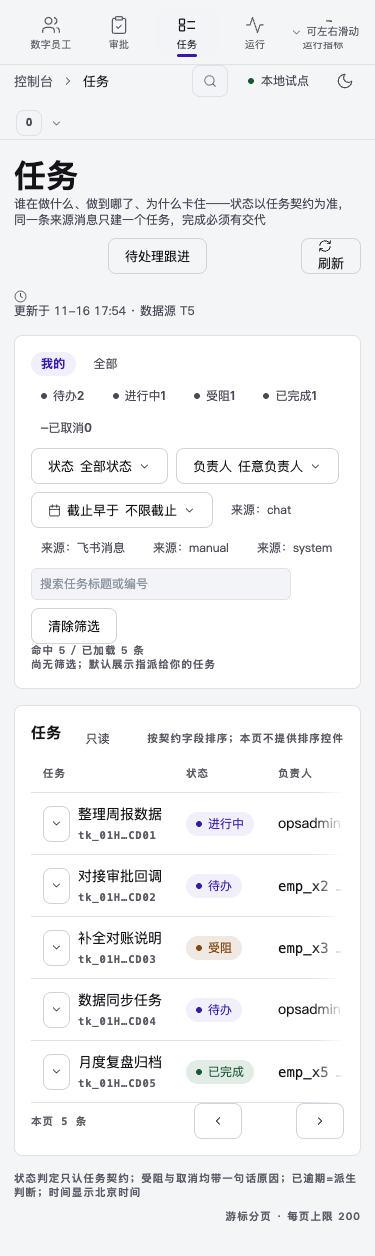 数字员工
审批
任务
运行
可左右滑动
运行指标
控制台 > 任务
本地试点
0
任务
谁在做什么、做到哪了、为什么卡住——状态以任务契约为准，
同一条来源消息只建一个任务，完成必须有交代
待处理跟进
刷新
更新于 11-16 17:54 · 数据源 T5
我的 全部
待办2 进行中1 受阻1 已完成1
—已取消0
状态 全部状态 负责人 任意负责人
截止早于 不限截止 来源：chat
来源：飞书消息 来源：manual 来源：system
搜索任务标题或编号
清除筛选
命中 5 / 已加载 5 条
尚无筛选；默认展示指派给你的任务
任务 只读 按契约字段排序；本页不提供排序控件
任务 状态 负责人
整理周报数据
tk_01H…CD01
进行中 opsadmin
对接审批回调
tk_01H…CD02
待办 emp_x2 …
补全对账说明
tk_01H…CD03
受阻 emp_x3 …
数据同步任务
tk_01H…CD04
待办 opsadmin
月度复盘归档
tk_01H…CD05
已完成 emp_x5 …
本页 5 条
状态判定只认任务契约；受阻与取消均带一句话原因；已逾期=派生
判断；时间显示北京时间
游标分页 · 每页上限 200